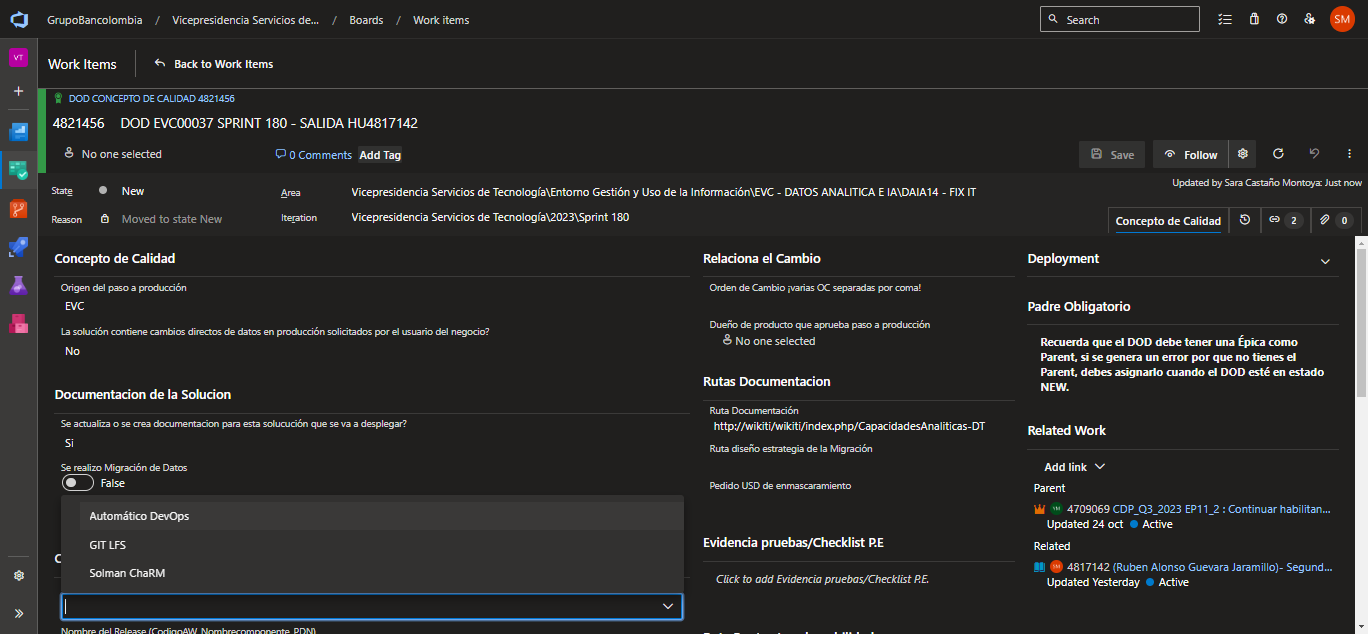 GrupoBancolombia / Vicepresidencia Servicios de... / Boards / Work items
Search
SM
VT
Work Items
Back to Work Items
DOD CONCEPTO DE CALIDAD 4821456
4821456 DOD EVC00037 SPRINT 180 - SALIDA HU4817142
No one selected
0 Comments
Add Tag
Save
Follow
Updated by Sara Castaño Montoya: Just now
State
New
Area
Vicepresidencia Servicios de Tecnología\Entorno Gestión y Uso de la Información\EVC - DATOS ANALITICA E IA\DAIA14 - FIX IT
Reason
Moved to state New
Iteration
Vicepresidencia Servicios de Tecnología\2023\Sprint 180
Concepto de Calidad
2
0
Concepto de Calidad
Origen del paso a producción
EVC
La solución contiene cambios directos de datos en producción solicitados por el usuario del negocio?
No
Documentacion de la Solucion
Se actualiza o se crea documentacion para esta solucución que se va a desplegar?
Si
Se realizo Migración de Datos
False
Automático DevOps
GIT LFS
Solman ChaRM
Nombre del Release (CodigoAW_Nombrecomponente_PDN)
Relaciona el Cambio
Orden de Cambio ¡varias OC separadas por coma!
Dueño de producto que aprueba paso a producción
No one selected
Rutas Documentacion
Ruta Documentación
http://wikiti/wikiti/index.php/CapacidadesAnaliticas-DT
Ruta diseño estrategia de la Migración
Pedido USD de enmascaramiento
Evidencia pruebas/Checklist P.E
Click to add Evidencia pruebas/Checklist P.E.
Deployment
Padre Obligatorio
Recuerda que el DOD debe tener una Épica como
Parent, si se genera un error por que no tienes el
Parent, debes asignarlo cuando el DOD esté en estado
NEW.
Related Work
Add link
Parent
YM 4709069 CDP_Q3_2023 EP11_2 : Continuar habilitan...
Updated 24 oct Active
Related
SM 4817142 (Ruben Alonso Guevara Jaramillo)- Segund...
Updated Yesterday Active